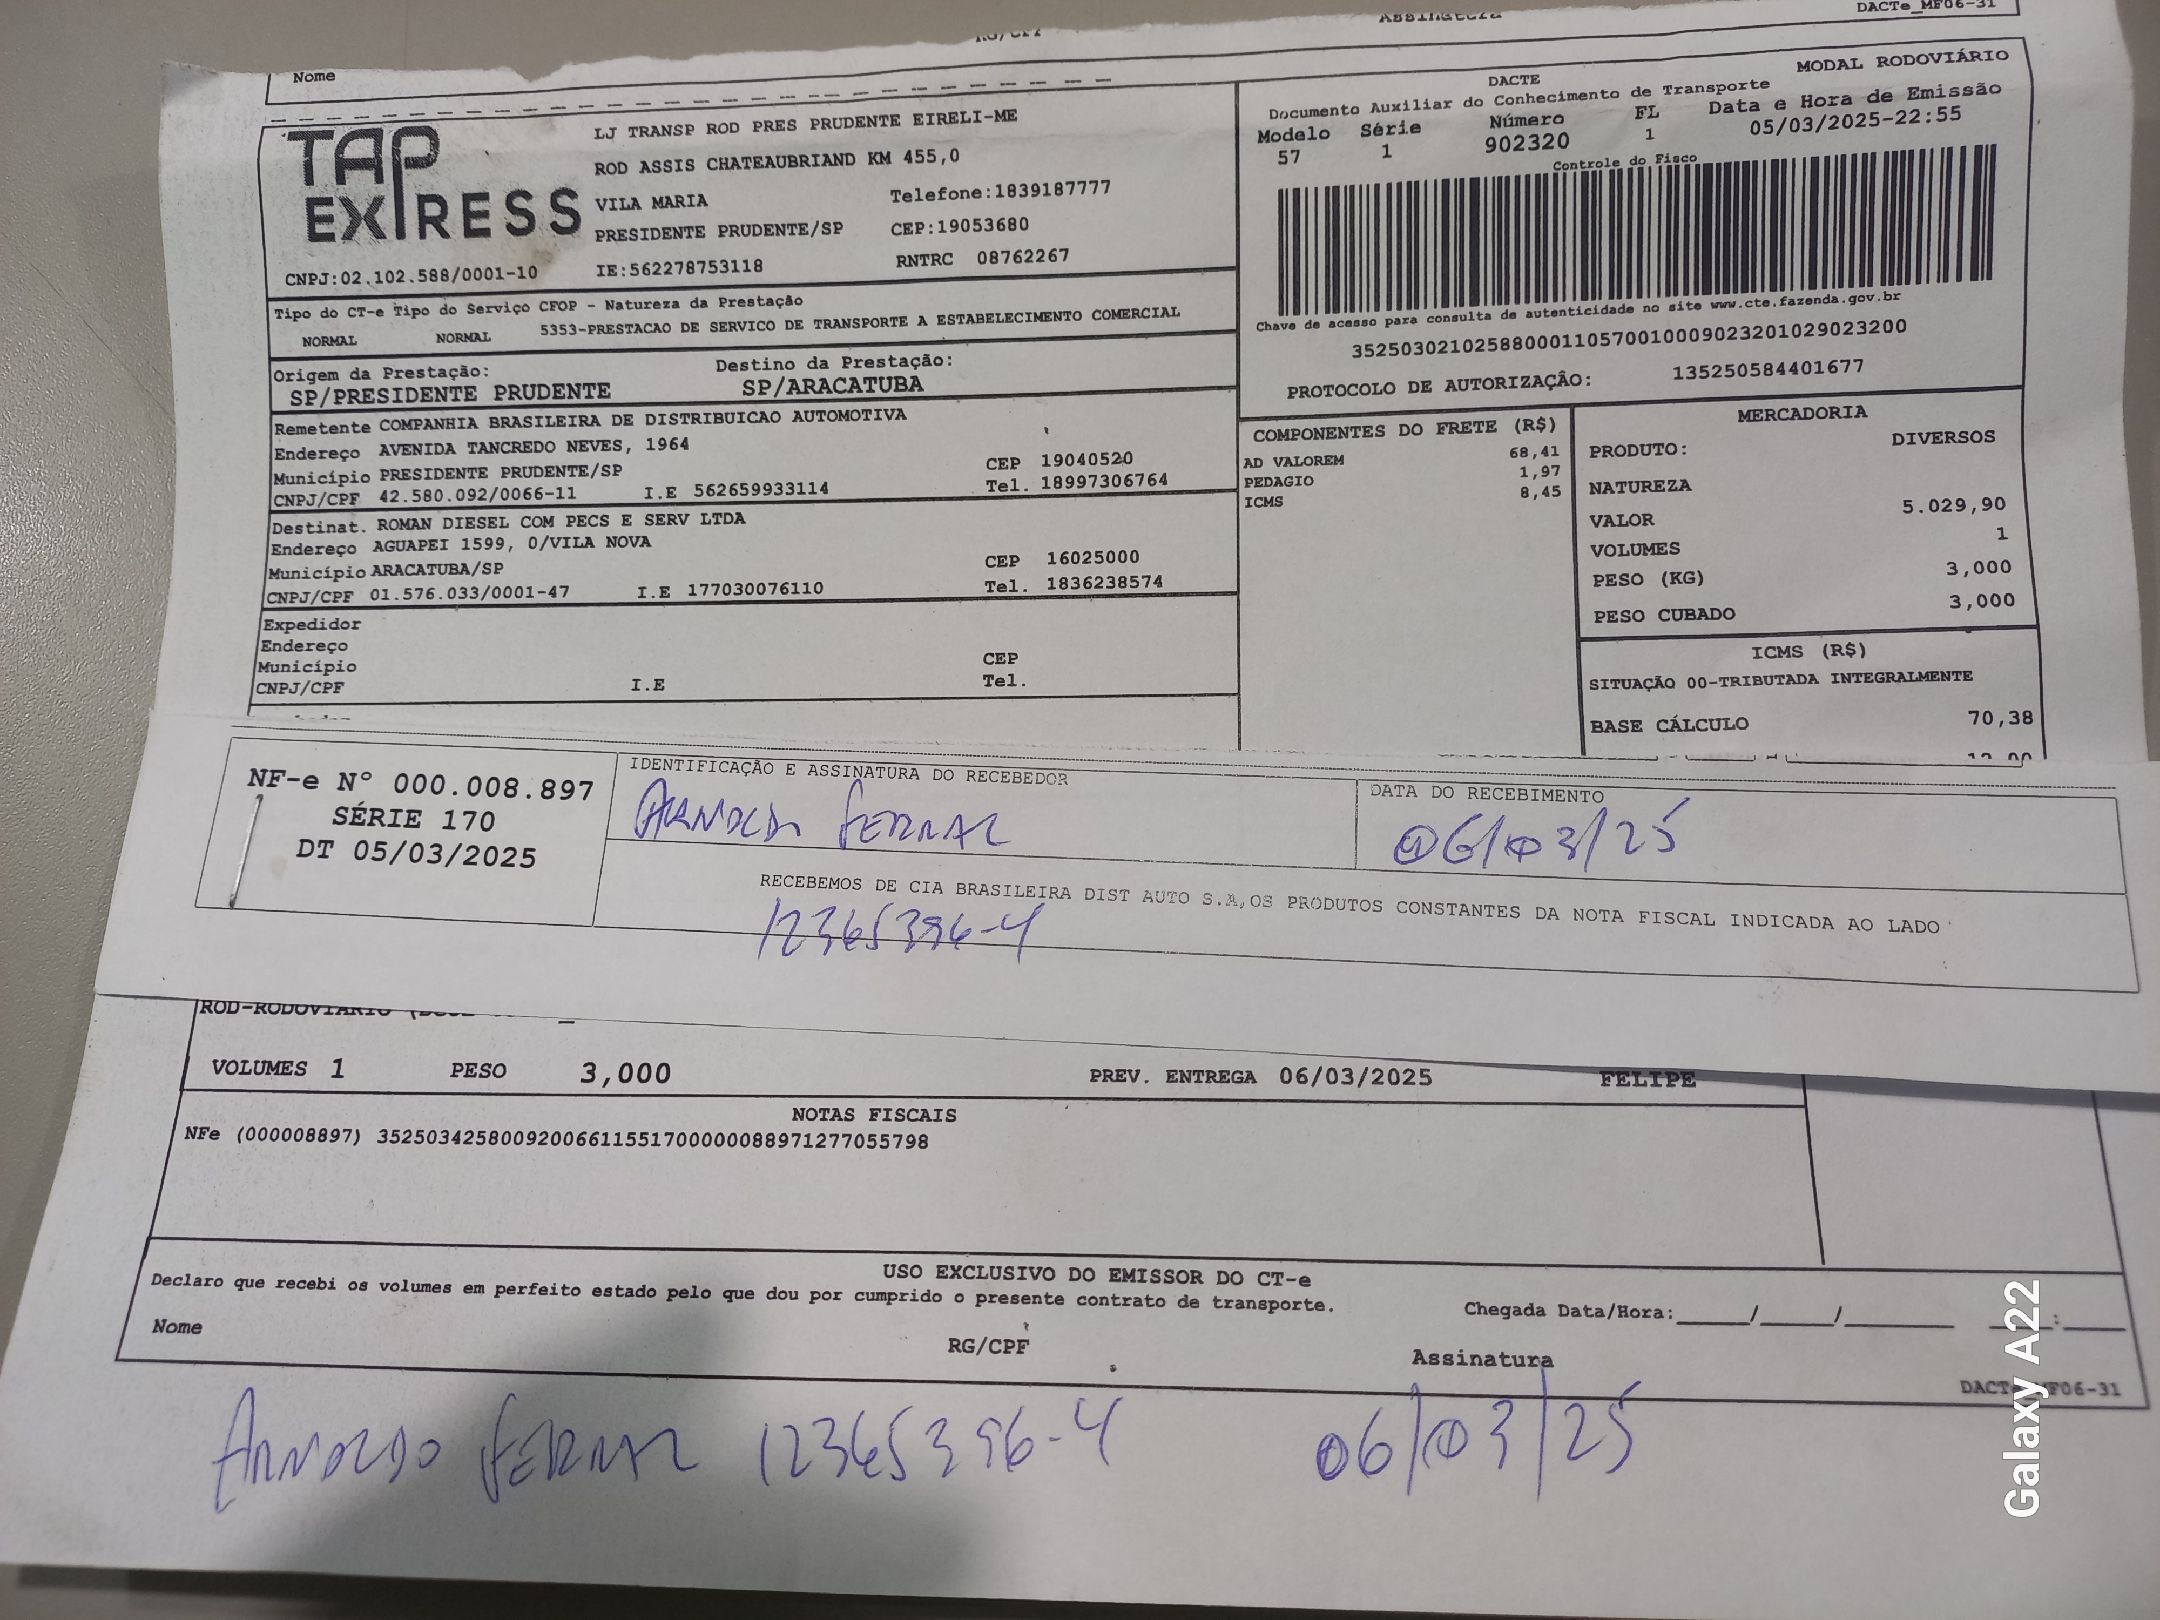 Assinatura
DACTe_MF06-31
Nome RG/CPF
TAP EXPRESS
CNPJ:02.102.588/0001-10
LJ TRANSP ROD PRES PRUDENTE EIRELI-ME
ROD ASSIS CHATEAUBRIAND KM 455,0
VILA MARIA Telefone:1839187777
PRESIDENTE PRUDENTE/SP CEP:19053680
IE:562278753118 RNTRC 08762267
DACTE MODAL RODOVIÁRIO
Documento Auxiliar do Conhecimento de Transporte
Modelo Série Número FL Data e Hora de Emissão
57 1 902320 1 05/03/2025-22:55
Controle do Fisco
Chave de acesso para consulta de autenticidade no site www.cte.fazenda.gov.br
35250302102588000110570010009023201029023200
PROTOCOLO DE AUTORIZAÇÂO: 135250584401677
Tipo do CT-e Tipo do Serviço CFOP - Natureza da Prestação
NORMAL NORMAL 5353-PRESTACAO DE SERVICO DE TRANSPORTE A ESTABELECIMENTO COMERCIAL
Origem da Prestação: Destino da Prestação:
SP/PRESIDENTE PRUDENTE SP/ARACATUBA
Remetente COMPANHIA BRASILEIRA DE DISTRIBUICAO AUTOMOTIVA
Endereço AVENIDA TANCREDO NEVES, 1964
Município PRESIDENTE PRUDENTE/SP CEP 19040520
CNPJ/CPF 42.580.092/0066-11 I.E 562659933114 Tel. 18997306764
Destinat. ROMAN DIESEL COM PECS E SERV LTDA
Endereço AGUAPEI 1599, 0/VILA NOVA
Município ARACATUBA/SP CEP 16025000
CNPJ/CPF 01.576.033/0001-47 I.E 177030076110 Tel. 1836238574
Expedidor
Endereço
Município CEP
CNPJ/CPF I.E Tel.
COMPONENTES DO FRETE (R$)
AD VALOREM 68,41
PEDAGIO 1,97
ICMS 8,45
MERCADORIA
PRODUTO: DIVERSOS
NATUREZA
VALOR 5.029,90
VOLUMES 1
PESO (KG) 3,000
PESO CUBADO 3,000
ICMS (R$)
SITUAÇÃO 00-TRIBUTADA INTEGRALMENTE
BASE CÁLCULO 70,38
NF-e Nº 000.008.897
SÉRIE 170
DT 05/03/2025
IDENTIFICAÇÃO E ASSINATURA DO RECEBEDOR
ARNOLDO FERNAL
DATA DO RECEBIMENTO
06/03/25
RECEBEMOS DE CIA BRASILEIRA DIST AUTO S.A,OS PRODUTOS CONSTANTES DA NOTA FISCAL INDICADA AO LADO
12365396-4
ROD-RODOVIARIO
VOLUMES 1 PESO 3,000 PREV. ENTREGA 06/03/2025 FELIPE
NOTAS FISCAIS
NFe (000008897) 35250342580092006611551700000088971277055798
USO EXCLUSIVO DO EMISSOR DO CT-e
Declaro que recebi os volumes em perfeito estado pelo que dou por cumprido o presente contrato de transporte.
Chegada Data/Hora:_____/_____/_______ ____:____
Nome RG/CPF Assinatura
DACTe_MF06-31
ARNOLDO FERNAL 12365396-4 06/03/25
Galaxy A22